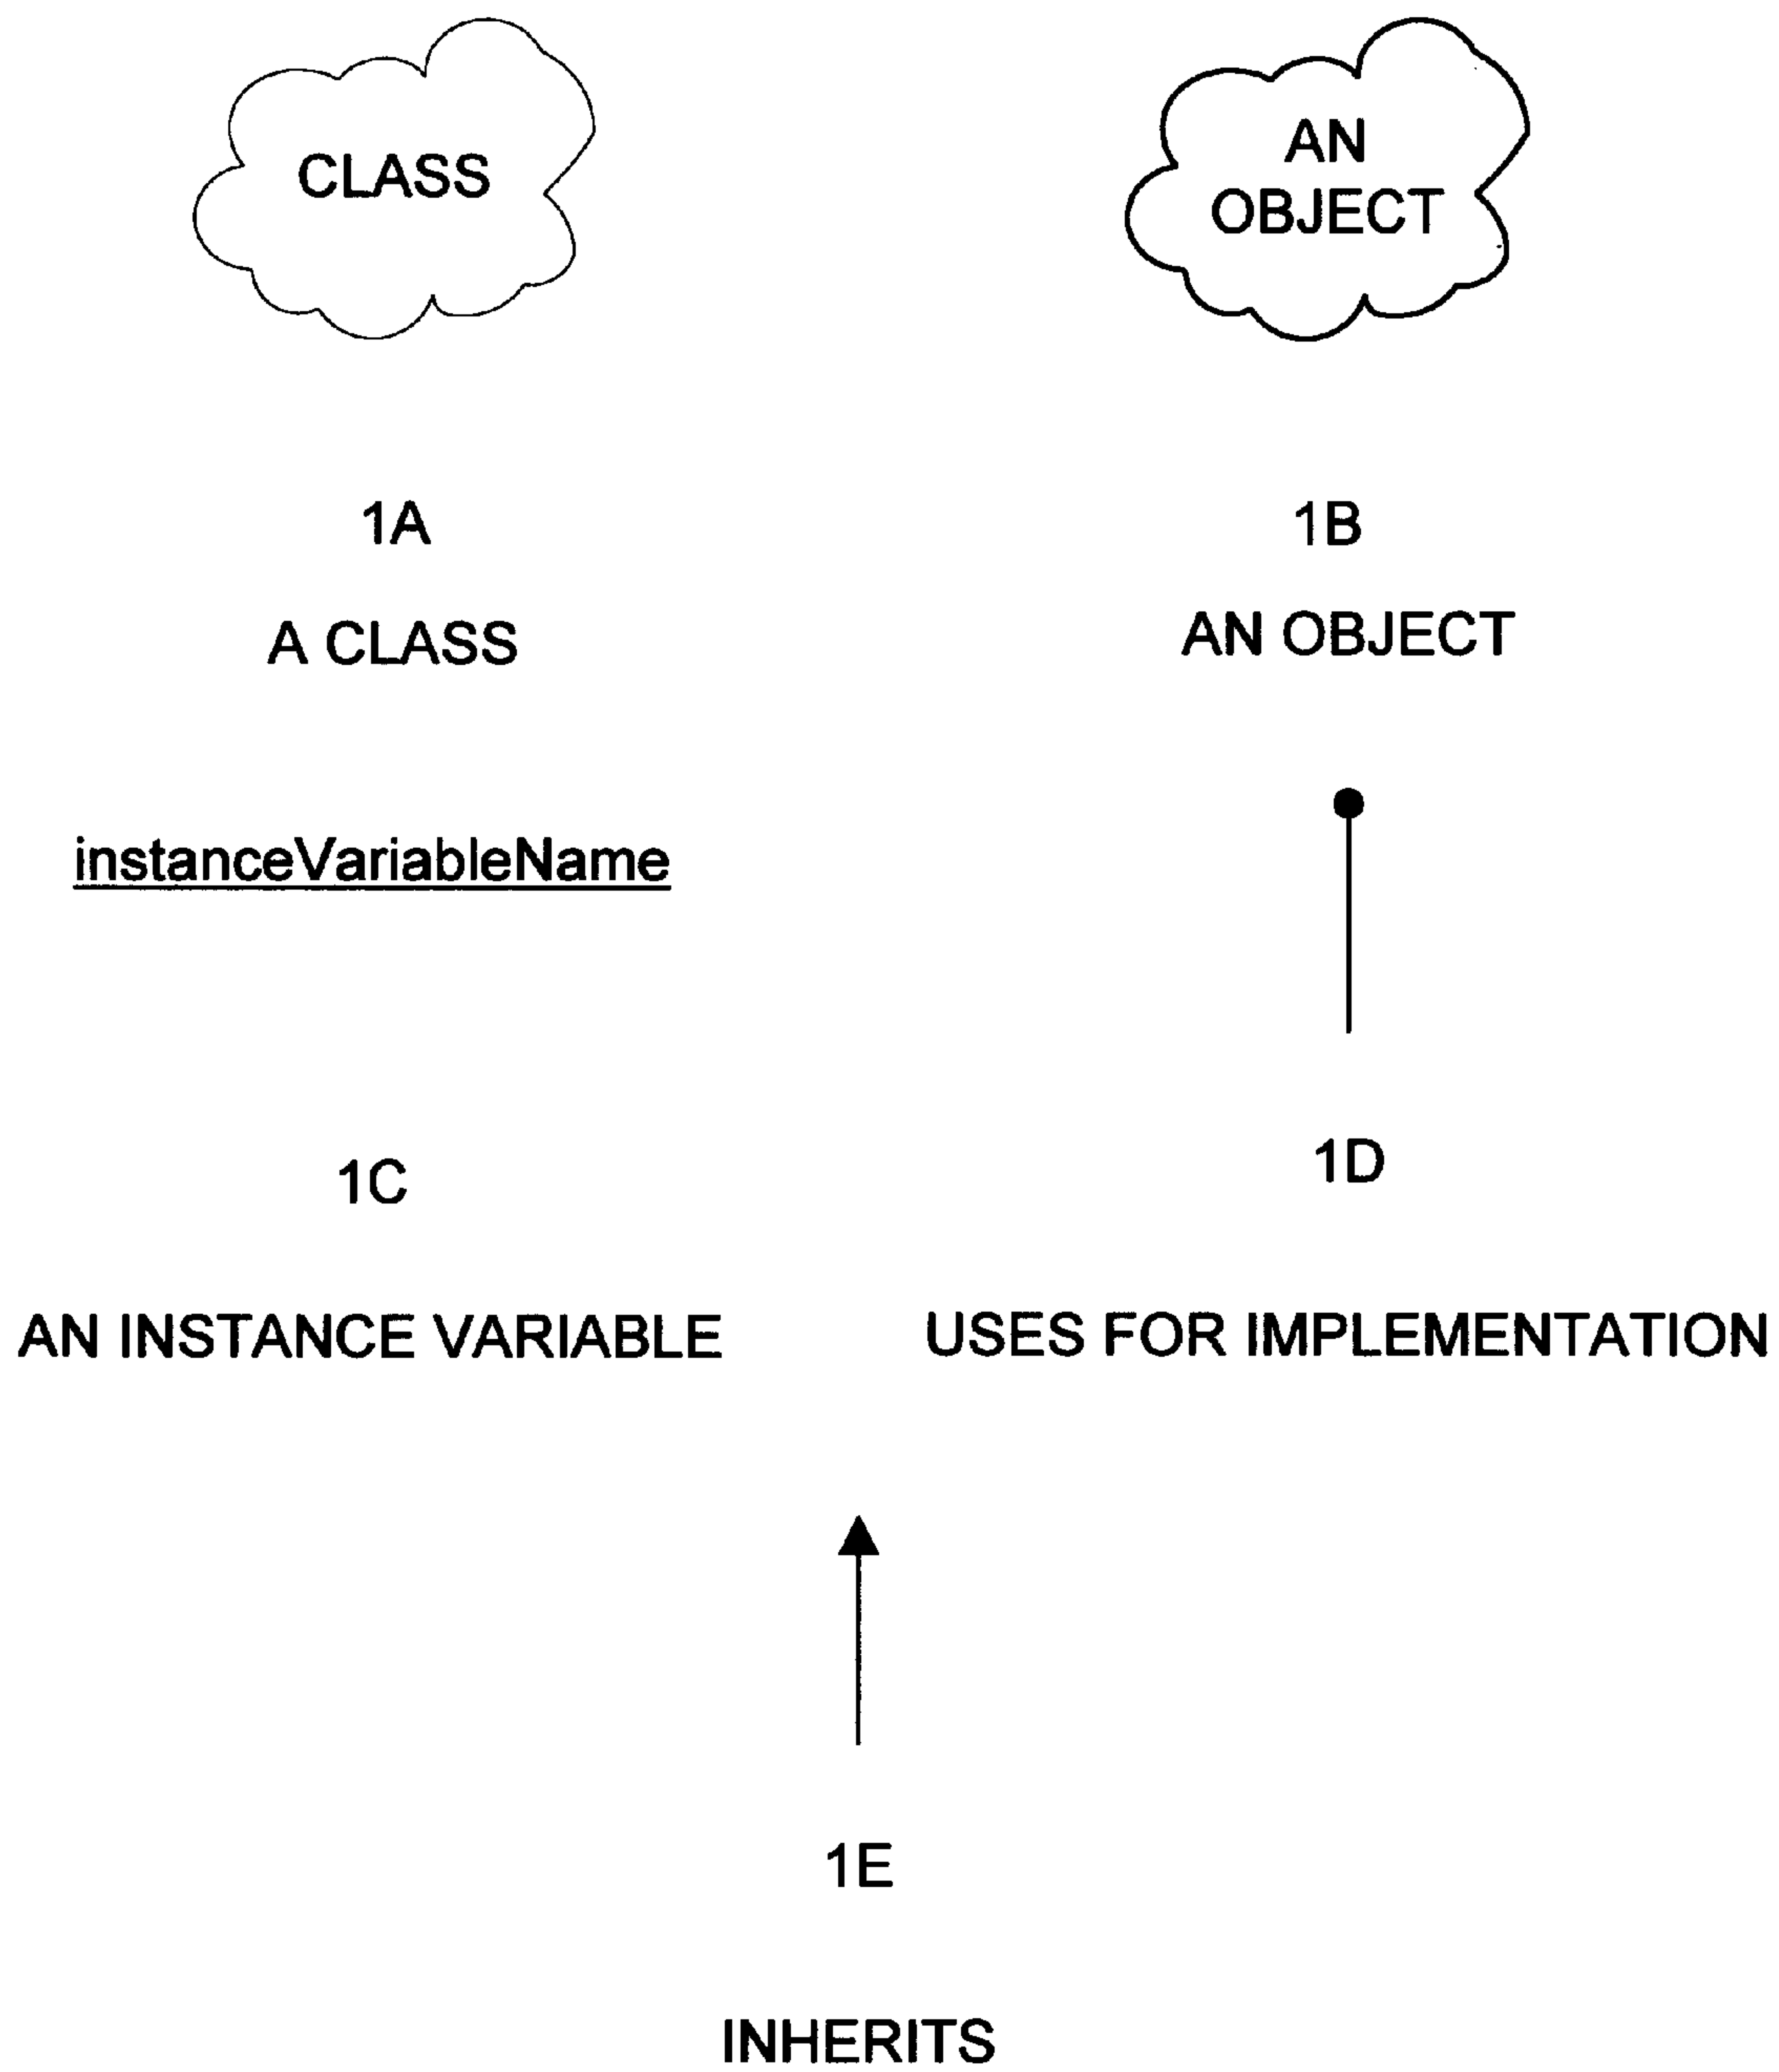 CLASS
AN
OBJECT
1A
A CLASS
1B
AN OBJECT
instanceVariableName
1C
AN INSTANCE VARIABLE
1D
USES FOR IMPLEMENTATION
1E
INHERITS